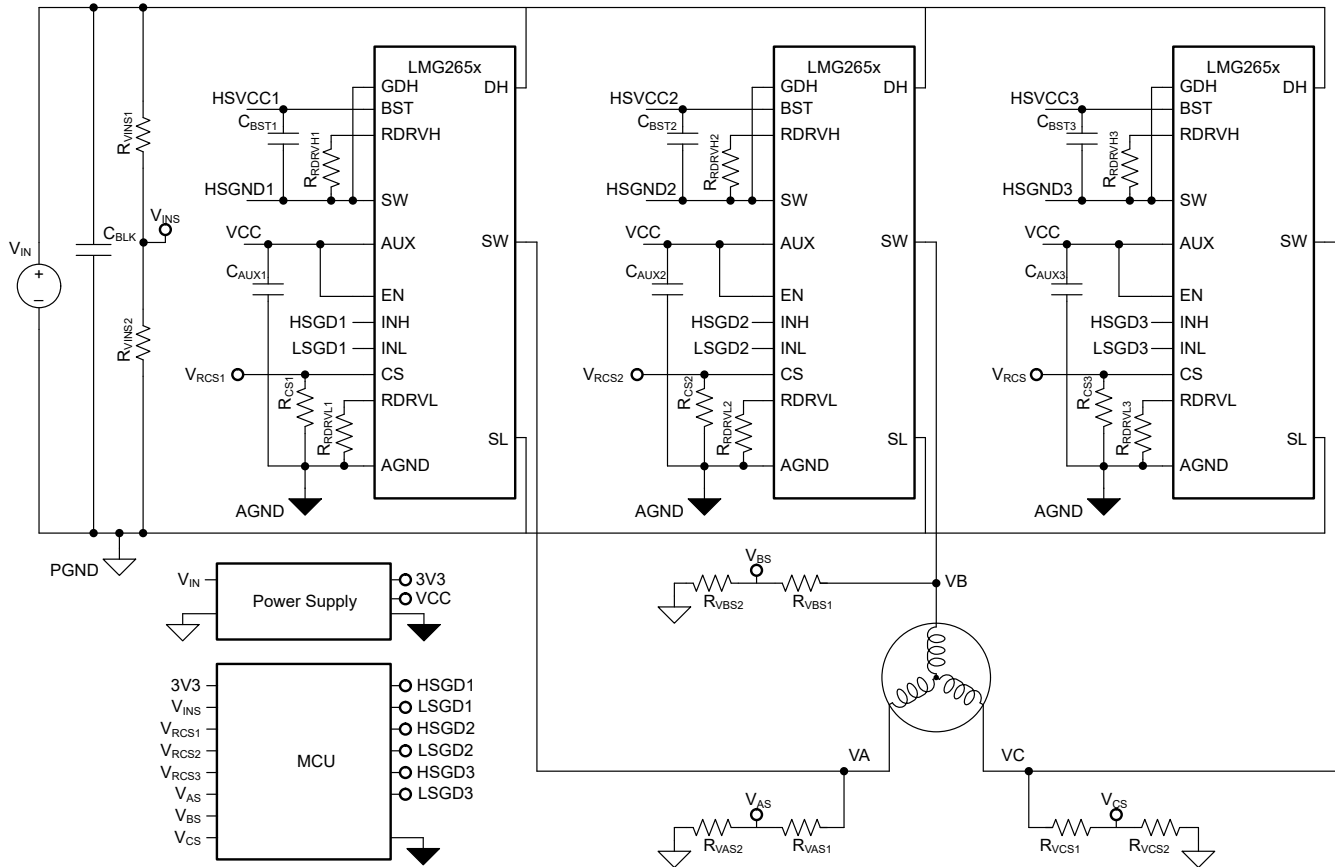 LMG265x
GDH
DH
HSVCC1
BST
CBST1
RDRVH
RRDRVH1
HSGND1
SW
VCC
AUX
SW
CAUX1
EN
HSGD1
INH
LSGD1
INL
VRCS1
CS
RCS1
RDRVL
RRDRVL1
SL
AGND
AGND
LMG265x
GDH
DH
HSVCC2
BST
CBST2
RDRVH
RRDRVH2
HSGND2
SW
VCC
AUX
SW
CAUX2
EN
HSGD2
INH
LSGD2
INL
VRCS2
CS
RCS2
RDRVL
RRDRVL2
SL
AGND
AGND
LMG265x
GDH
DH
HSVCC3
BST
CBST3
RDRVH
RRDRVH3
HSGND3
SW
VCC
AUX
SW
CAUX3
EN
HSGD3
INH
LSGD3
INL
VRCS
CS
RCS3
RDRVL
RRDRVL3
SL
AGND
AGND
RVINS1
VINS
CBLK
VIN
+
–
RVINS2
PGND
VIN
Power Supply
3V3
VCC
3V3
VINS
VRCS1
VRCS2
VRCS3
VAS
VBS
VCS
MCU
HSGD1
LSGD1
HSGD2
LSGD2
HSGD3
LSGD3
VBS
RVBS2
RVBS1
VB
VA
VC
VAS
RVAS2
RVAS1
VCS
RVCS1
RVCS2